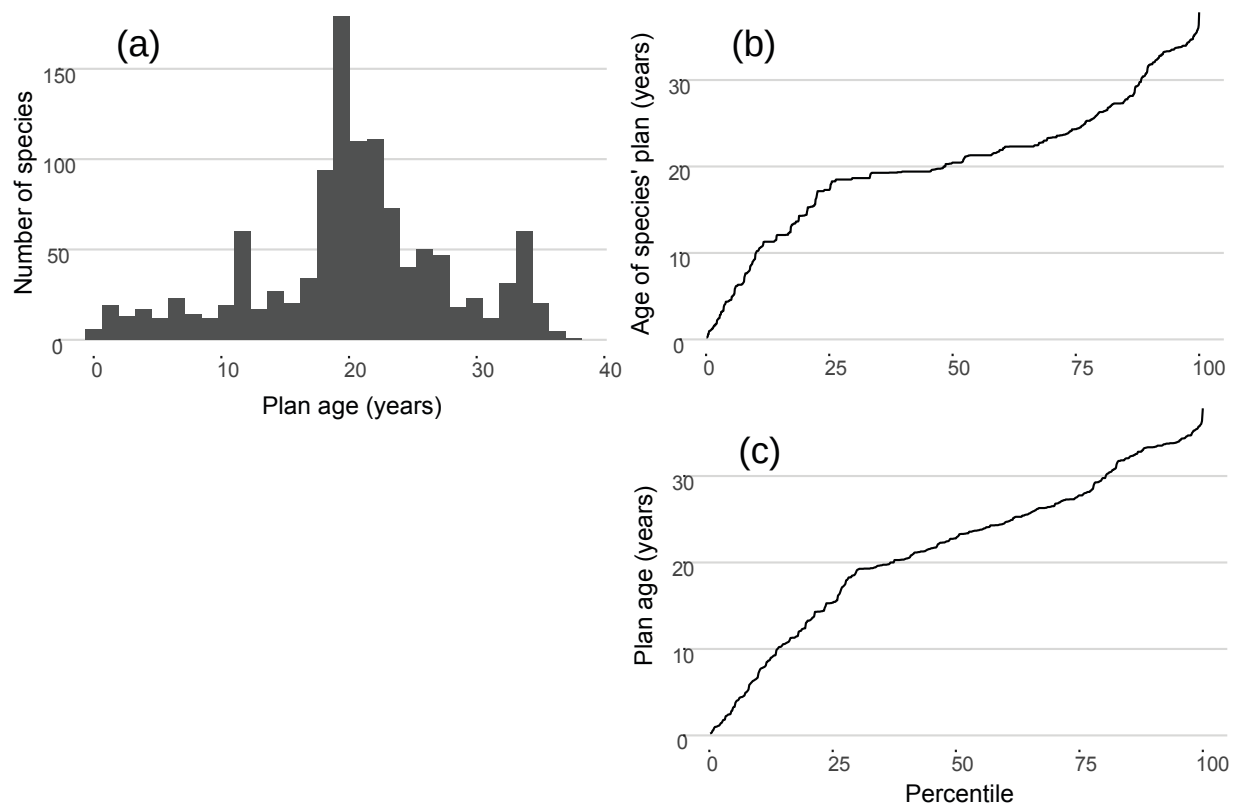 (a)
Number of species
150
100
50
0
0 10 20 30 40
Plan age (years)
(b)
Age of species' plan (years)
30
20
10
0
0 25 50 75 100
(c)
Plan age (years)
30
20
10
0
0 25 50 75 100
Percentile